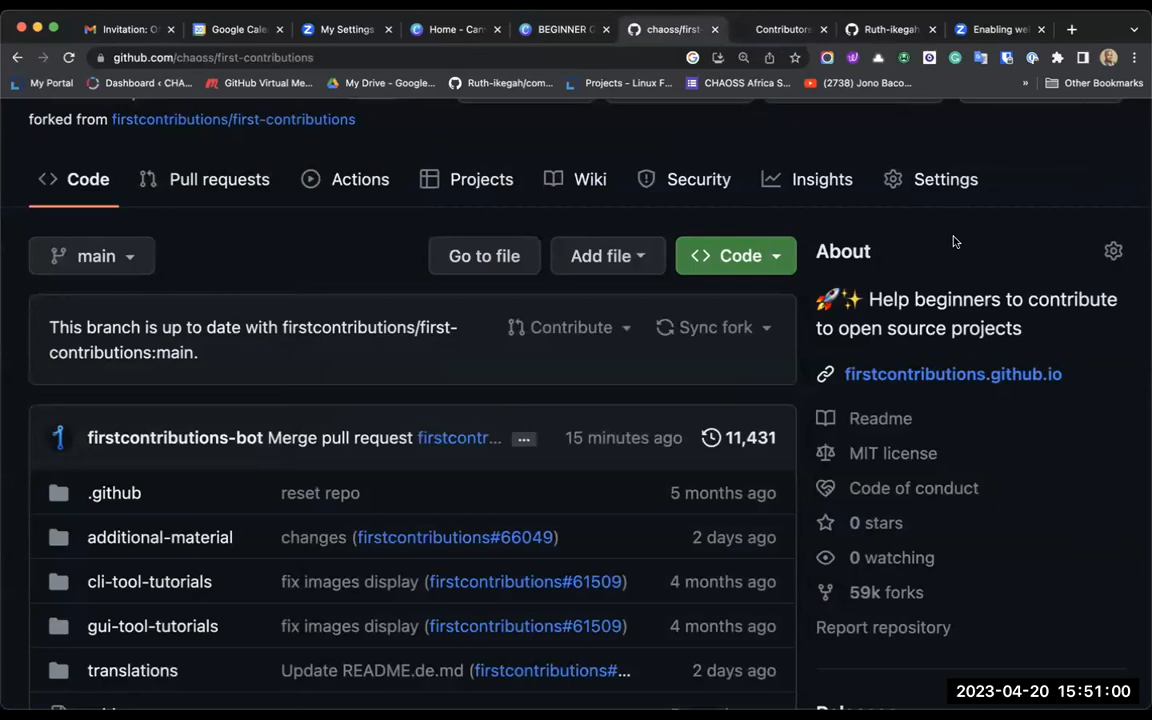 Invitation: O
Google Cale
My Settings
Home - Can
BEGINNER G
chaoss/first-
Contributors
Ruth-ikegah
Enabling we
github.com/chaoss/first-contributions
My Portal
Dashboard ‹ CHA...
GitHub Virtual Me...
My Drive - Google...
Ruth-ikegah/com...
Projects - Linux F...
CHAOSS Africa S...
(2738) Jono Baco...
»
Other Bookmarks
forked from firstcontributions/first-contributions
Code
Pull requests
Actions
Projects
Wiki
Security
Insights
Settings
main
Go to file
Add file
Code
This branch is up to date with firstcontributions/first-
contributions:main.
Contribute
Sync fork
firstcontributions-bot Merge pull request firstcontr... ... 15 minutes ago 11,431
.github reset repo 5 months ago
additional-material changes (firstcontributions#66049) 2 days ago
cli-tool-tutorials fix images display (firstcontributions#61509) 4 months ago
gui-tool-tutorials fix images display (firstcontributions#61509) 4 months ago
translations Update README.de.md (firstcontributions#... 2 days ago
About
🚀✨ Help beginners to contribute
to open source projects
firstcontributions.github.io
Readme
MIT license
Code of conduct
0 stars
0 watching
59k forks
Report repository
2023-04-20 15:51:00